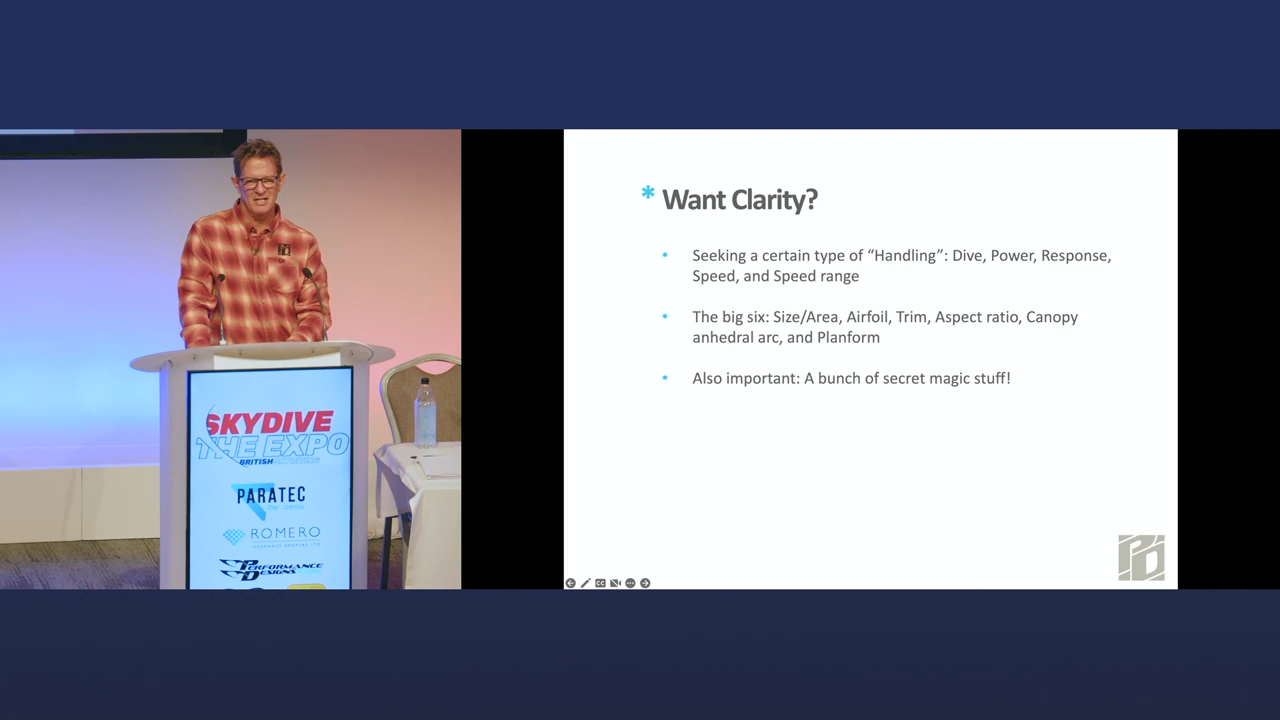 * Want Clarity?
• Seeking a certain type of “Handling”: Dive, Power, Response,
Speed, and Speed range
• The big six: Size/Area, Airfoil, Trim, Aspect ratio, Canopy
anhedral arc, and Planform
• Also important: A bunch of secret magic stuff!
PD
SKYDIVE
THE EXPO
BRITISH
PARATEC
ROMERO
PERFORMANCE
DESIGNS
CC